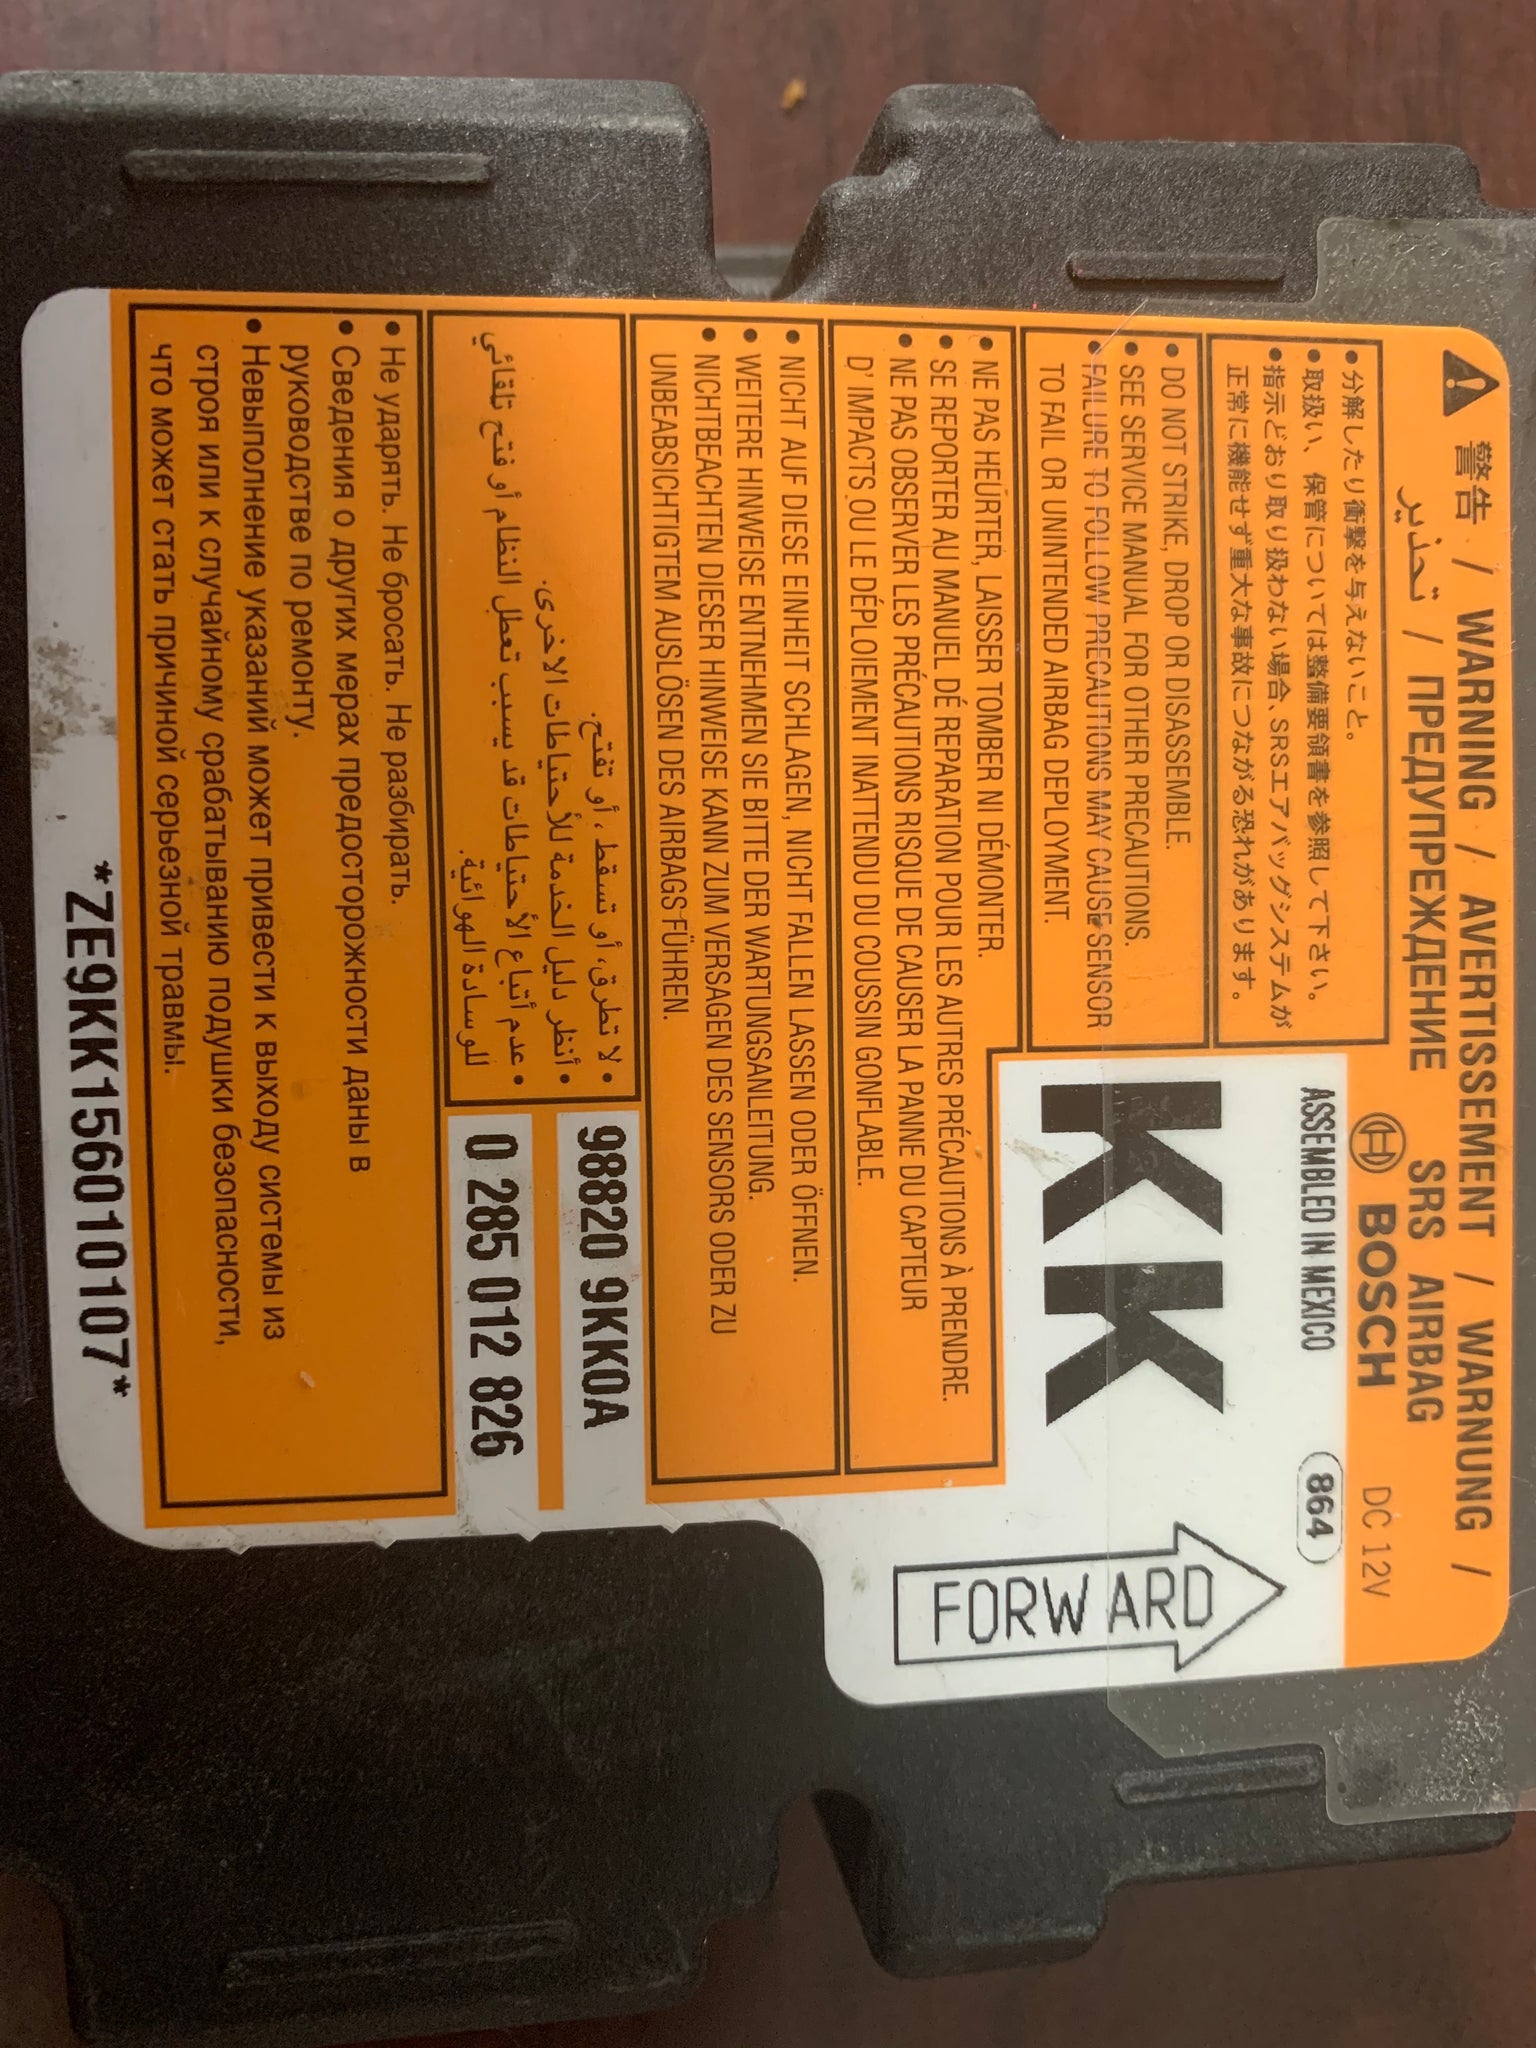 警告 / WARNING / AVERTISSEMENT / WARNUNG /
تحذير / ПРЕДУПРЕЖДЕНИЕ SRS AIRBAG
BOSCH DC 12V
ASSEMBLED IN MEXICO 864
KK
FORWARD
•分解したり衝撃を与えないこと。
•取扱い、保管については整備要領書を参照して下さい。
•指示どおり取り扱わない場合、SRSエアバッグシステムが
正常に機能せず重大な事故につながる恐れがあります。
• DO NOT STRIKE, DROP OR DISASSEMBLE.
• SEE SERVICE MANUAL FOR OTHER PRECAUTIONS.
• FAILURE TO FOLLOW PRECAUTIONS MAY CAUSE SENSOR
TO FAIL OR UNINTENDED AIRBAG DEPLOYMENT.
• NE PAS HEURTER, LAISSER TOMBER NI DÉMONTER.
• SE REPORTER AU MANUEL DE RÉPARATION POUR LES AUTRES PRÉCAUTIONS À PRENDRE.
• NE PAS OBSERVER LES PRÉCAUTIONS RISQUE DE CAUSER LA PANNE DU CAPTEUR
D' IMPACTS OU LE DÉPLOIEMENT INATTENDU DU COUSSIN GONFLABLE.
• NICHT AUF DIESE EINHEIT SCHLAGEN, NICHT FALLEN LASSEN ODER ÖFFNEN.
• WEITERE HINWEISE ENTNEHMEN SIE BITTE DER WARTUNGSANLEITUNG.
• NICHTBEACHTEN DIESER HINWEISE KANN ZUM VERSAGEN DES SENSORS ODER ZU
UNBEABSICHTIGTEM AUSLÖSEN DES AIRBAGS FÜHREN.
• لا تطرق، أو تسقط، أو تفتح.
• أنظر دليل الخدمة للأحتياطات الاخرى.
• عدم أتباع الأحتياطات قد يسبب تعطل النظام أو فتح تلقائي
للوسادة الهوائية.
98820 9KK0A
0 285 012 826
• Не ударять. Не бросать. Не разбирать.
• Сведения о других мерах предосторожности даны в
руководстве по ремонту.
• Невыполнение указаний может привести к выходу системы из
строя или к случайному срабатыванию подушки безопасности,
что может стать причиной серьезной травмы.
*ZE9KK156010107*